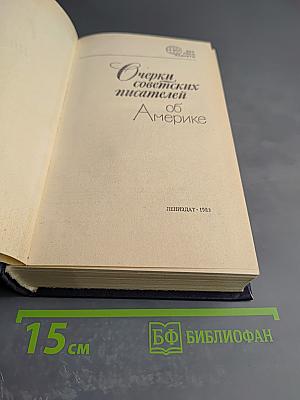 Очерки
советских
писателей
об
Америке
ЛЕНИЗДАТ · 1983
15 см
БФ БИБЛИОФАН